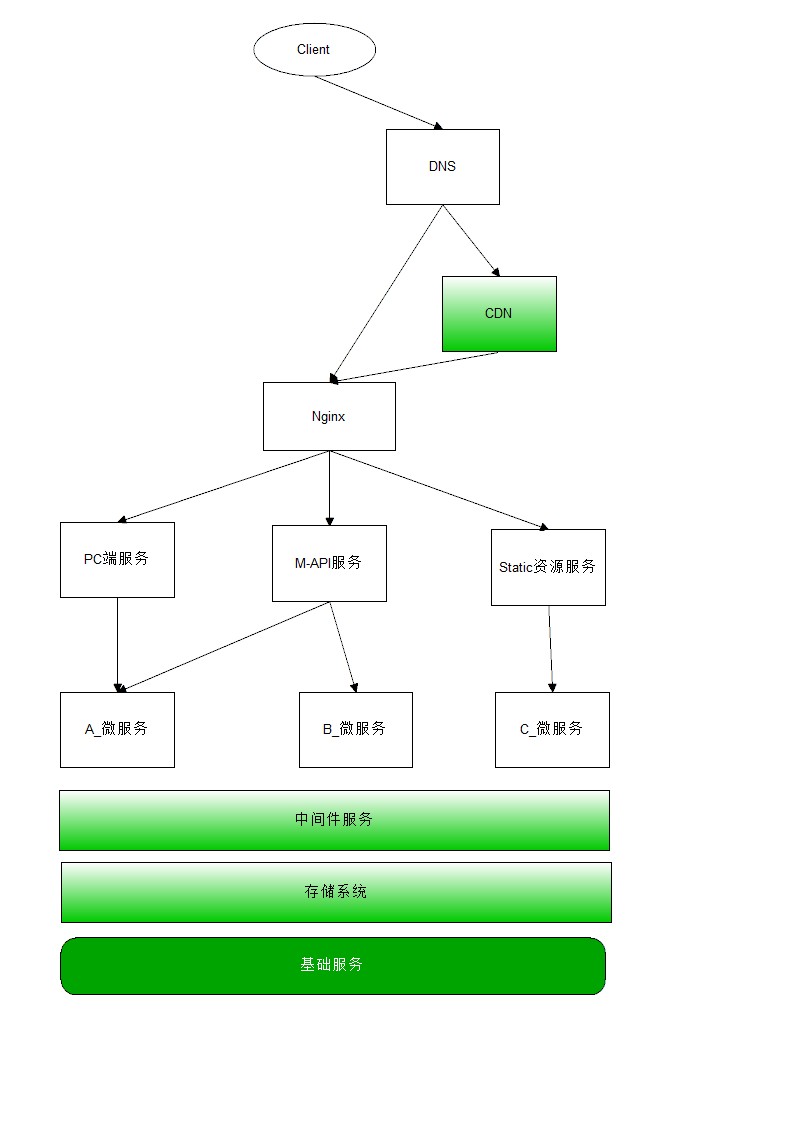 Client
DNS
CDN
Nginx
PC端服务
M-API服务
Static资源服务
A_微服务
B_微服务
C_微服务
中间件服务
存储系统
基础服务